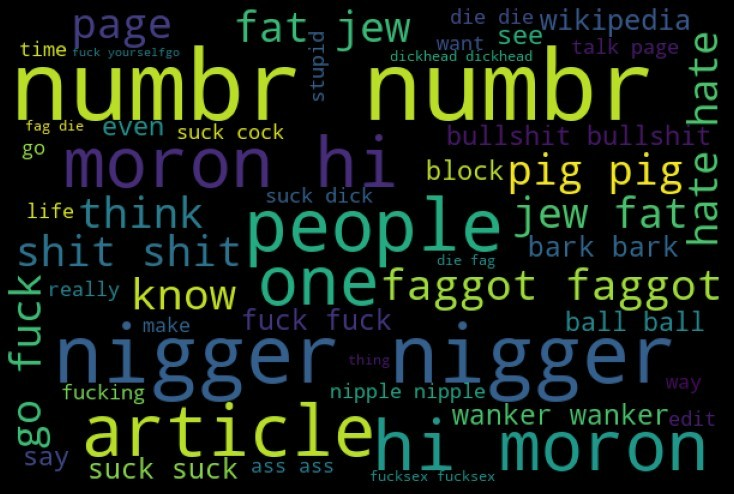 page
fat jew
die die
wikipedia
want
see
talk page
time
fuck yourselfgo
stupid
dickhead dickhead
numbr numbr
hate hate
fag die
even
suck cock
bullshit bullshit
go
moron hi
block
pig pig
life
think
suck dick
people
jew fat
shit shit
bark bark
die fag
really
know
one
faggot faggot
go fuck
make
fuck fuck
ball ball
nigger nigger
thing
fucking
nipple nipple
way
article
wanker wanker
edit
say
hi moron
suck suck
ass ass
fucksex fucksex